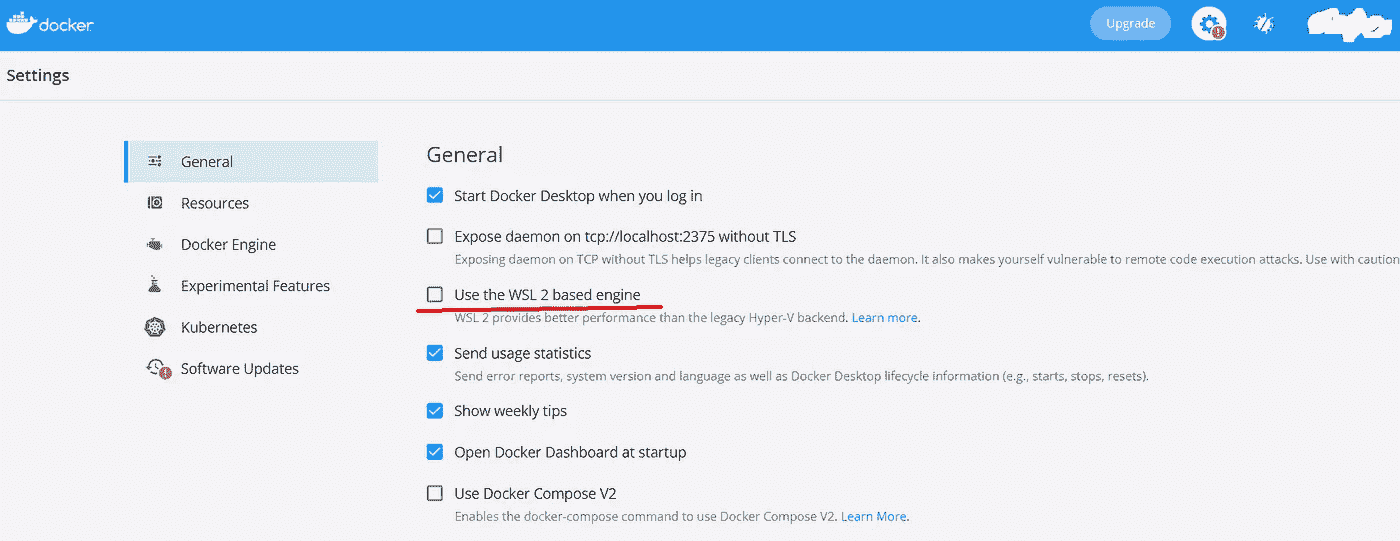 docker
Upgrade
Settings
General
Resources
Docker Engine
Experimental Features
Kubernetes
Software Updates
General
Start Docker Desktop when you log in
Expose daemon on tcp://localhost:2375 without TLS
Exposing daemon on TCP without TLS helps legacy clients connect to the daemon. It also makes yourself vulnerable to remote code execution attacks. Use with caution
Use the WSL 2 based engine
WSL 2 provides better performance than the legacy Hyper-V backend. Learn more.
Send usage statistics
Send error reports, system version and language as well as Docker Desktop lifecycle information (e.g., starts, stops, resets).
Show weekly tips
Open Docker Dashboard at startup
Use Docker Compose V2
Enables the docker-compose command to use Docker Compose V2. Learn More.